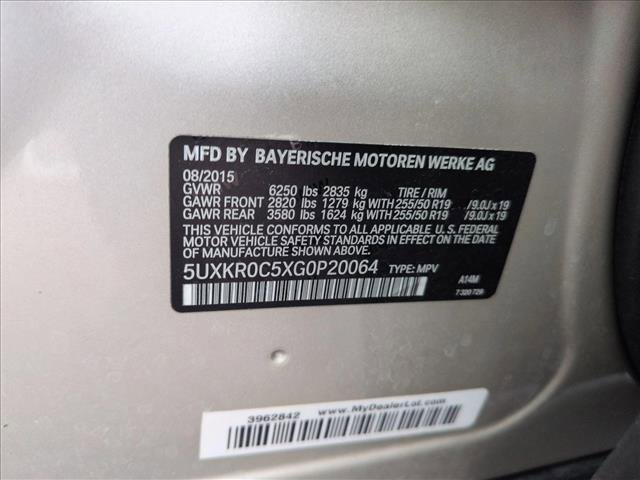 MFD BY BAYERISCHE MOTOREN WERKE AG
08/2015
GVWR 6250 lbs 2835 kg TIRE / RIM
GAWR FRONT 2820 lbs 1279 kg WITH 255/50 R19 /9.0J x 19
GAWR REAR 3580 lbs 1624 kg WITH 255/50 R19 /9.0J x 19
THIS VEHICLE CONFORMS TO ALL APPLICABLE U. S. FEDERAL
MOTOR VEHICLE SAFETY STANDARDS IN EFFECT ON THE DATE
OF MANUFACTURE SHOWN ABOVE.
5UXKR0C5XG0P20064 TYPE: MPV A14M
7 320 729
3962842 www.MyDealerLot.com